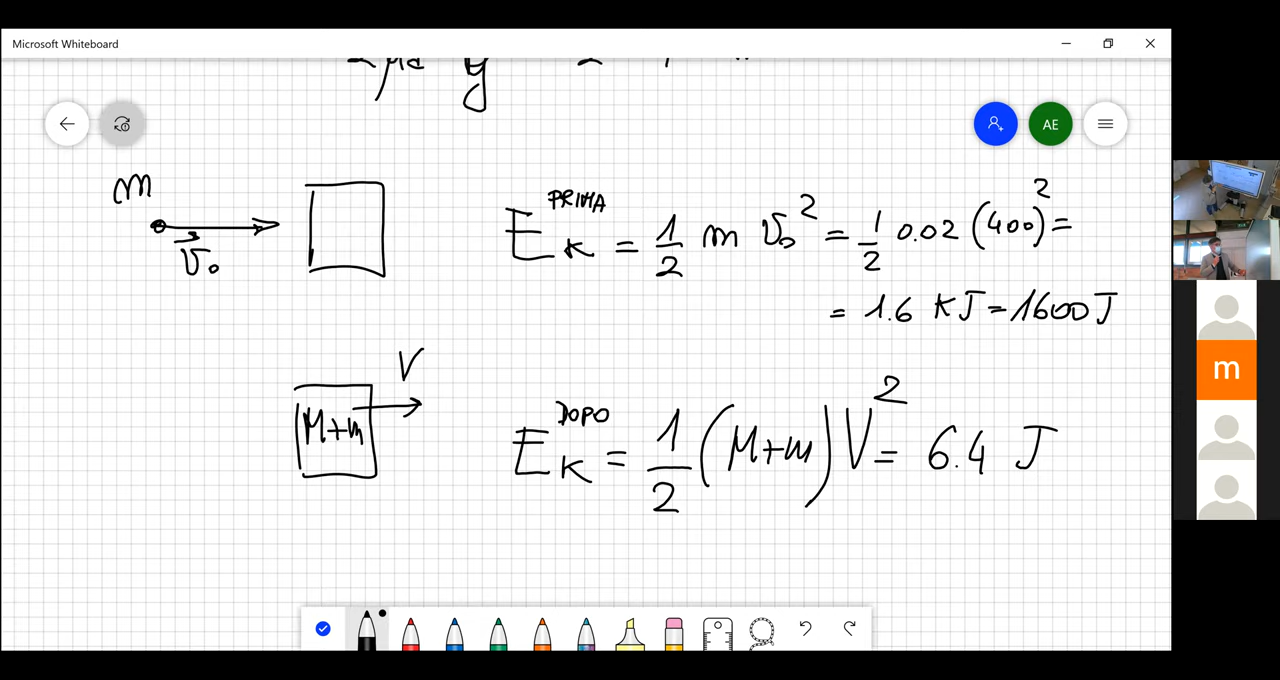 Microsoft Whiteboard
AE
m
v₀
E_K^PRIMA = 1/2 m v₀² = 1/2 0.02 (400)² =
= 1.6 KJ = 1600 J
m
V
M+m
E_K^DOPO = 1/2 (M+m) V² = 6.4 J